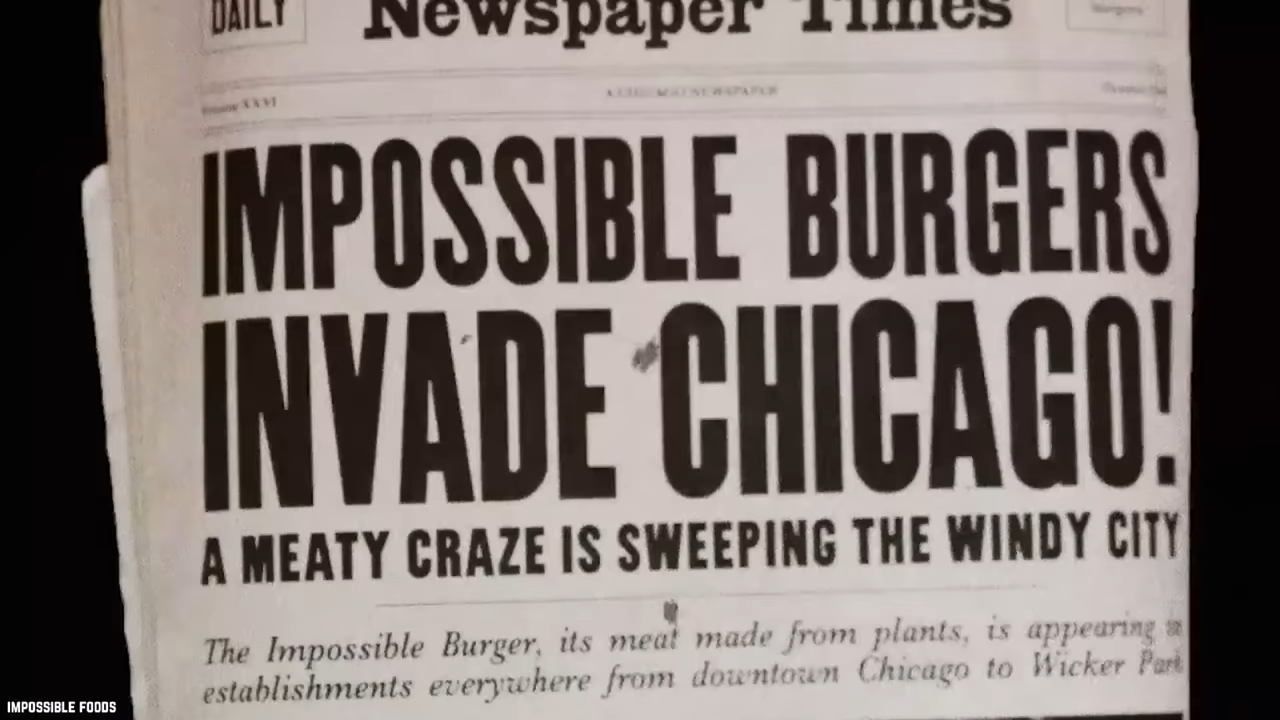 DAILY
Newspaper Times
A CHICAGO NEWSPAPER
IMPOSSIBLE BURGERS
INVADE CHICAGO!
A MEATY CRAZE IS SWEEPING THE WINDY CITY
The Impossible Burger, its meat made from plants, is appearing
establishments everywhere from downtown Chicago to Wicker Park
IMPOSSIBLE FOODS